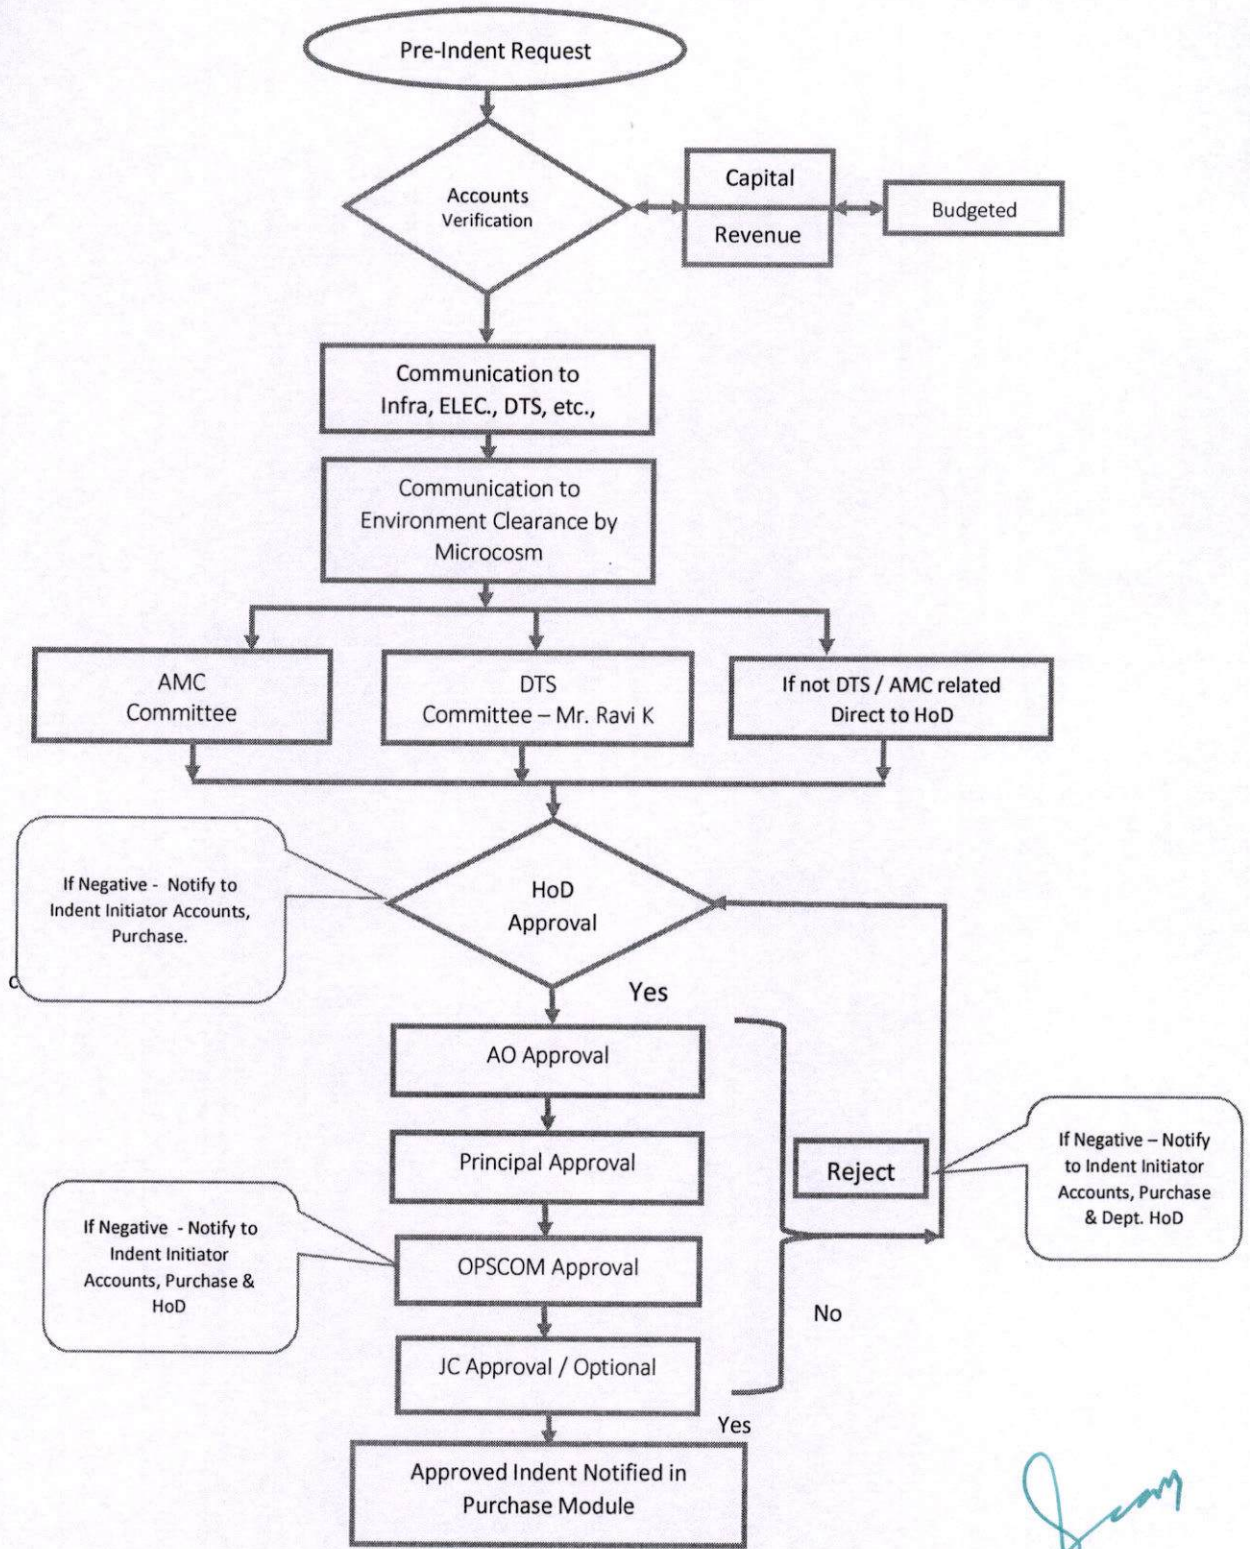 Pre-Indent Request
Accounts
Verification
Capital
Revenue
Budgeted
Communication to
Infra, ELEC., DTS, etc.,
Communication to
Environment Clearance by
Microcosm
AMC
Committee
DTS
Committee – Mr. Ravi K
If not DTS / AMC related
Direct to HoD
If Negative - Notify to
Indent Initiator Accounts,
Purchase.
HoD
Approval
c
Yes
AO Approval
Principal Approval
Reject
If Negative – Notify
to Indent Initiator
Accounts, Purchase
& Dept. HoD
If Negative - Notify to
Indent Initiator
Accounts, Purchase &
HoD
OPSCOM Approval
No
JC Approval / Optional
Yes
Approved Indent Notified in
Purchase Module